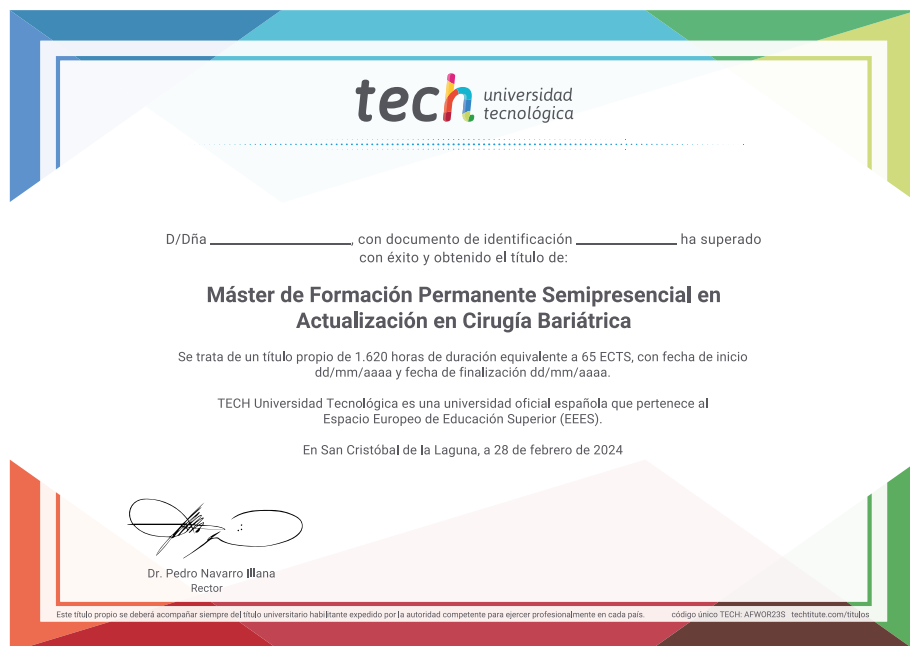 tech universidad
tecnológica
D/Dña ____________, con documento de identificación ____________ ha superado
con éxito y obtenido el título de:
Máster de Formación Permanente Semipresencial en
Actualización en Cirugía Bariátrica
Se trata de un título propio de 1.620 horas de duración equivalente a 65 ECTS, con fecha de inicio
dd/mm/aaaa y fecha de finalización dd/mm/aaaa.
TECH Universidad Tecnológica es una universidad oficial española que pertenece al
Espacio Europeo de Educación Superior (EEES).
En San Cristóbal de la Laguna, a 28 de febrero de 2024
Dr. Pedro Navarro Illana
Rector
Este título propio se deberá acompañar siempre del título universitario habilitante expedido por la autoridad competente para ejercer profesionalmente en cada país. código único TECH: AFWOR23S techtitute.com/titulos